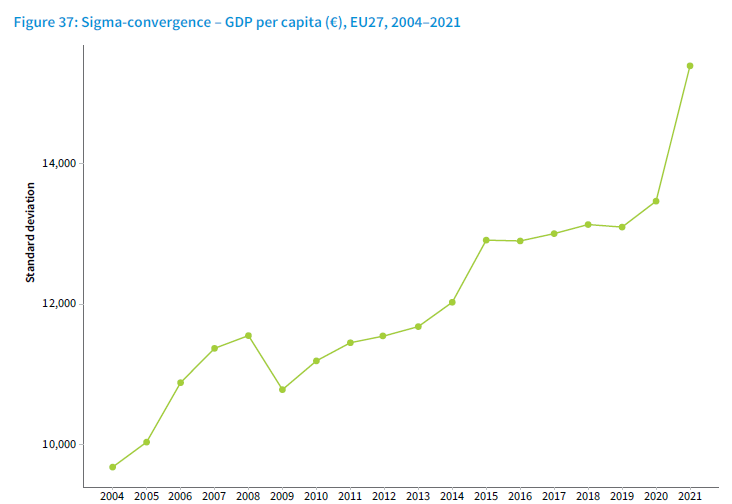 Figure 37: Sigma-convergence – GDP per capita (€), EU27, 2004–2021
Standard deviation
14,000
12,000
10,000
2004 2005 2006 2007 2008 2009 2010 2011 2012 2013 2014 2015 2016 2017 2018 2019 2020 2021